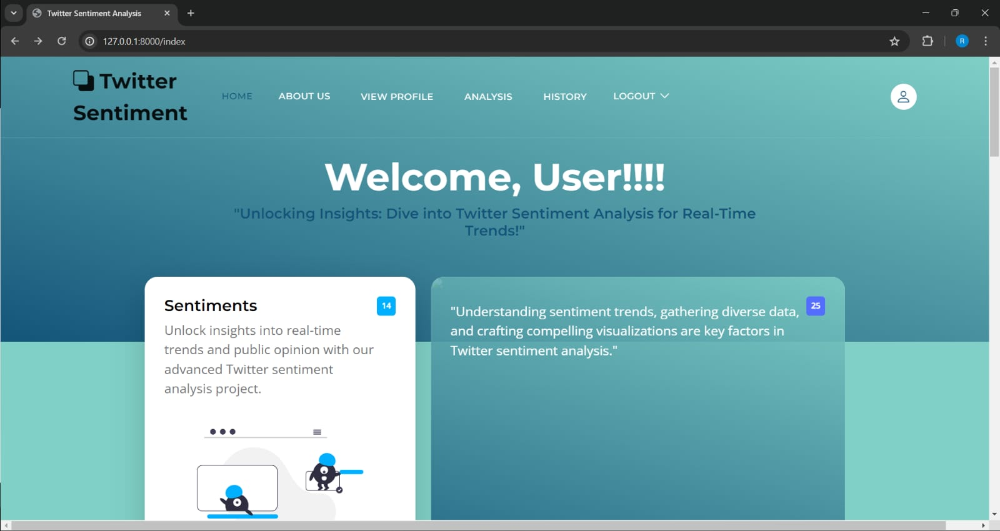 Twitter Sentiment Analysis
127.0.0.1:8000/index
R
Twitter
Sentiment
HOME
ABOUT US
VIEW PROFILE
ANALYSIS
HISTORY
LOGOUT
Welcome, User!!!!
"Unlocking Insights: Dive into Twitter Sentiment Analysis for Real-Time
Trends!"
Sentiments
14
Unlock insights into real-time
trends and public opinion with our
advanced Twitter sentiment
analysis project.
25
"Understanding sentiment trends, gathering diverse data,
and crafting compelling visualizations are key factors in
Twitter sentiment analysis."